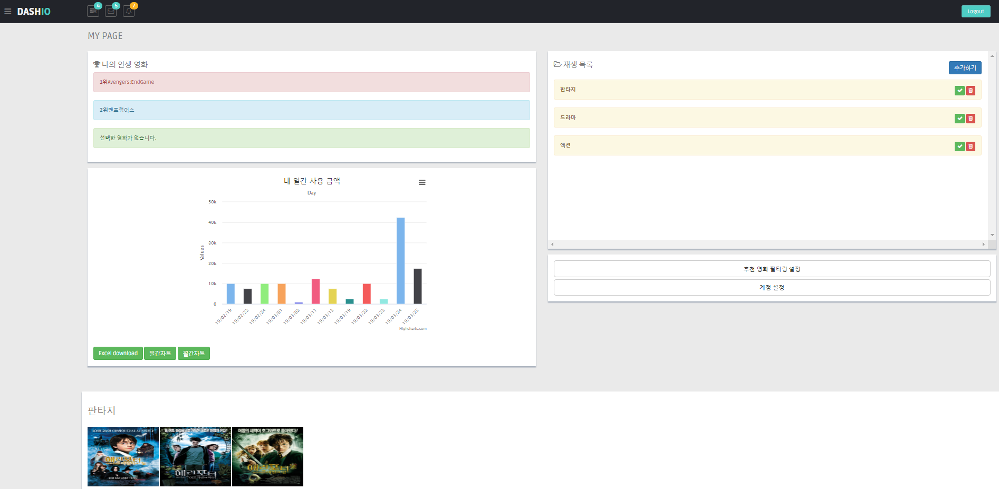 DASHIO
4 5 7
Logout
MY PAGE
나의 인생 영화
1위Avengers:EndGame
2위맨프럼어스
선택한 영화가 없습니다.
재생 목록
추가하기
판타지
드라마
액션
내 일간 사용 금액
Day
Values
50k
40k
30k
20k
10k
0
19/02/19 19/02/22 19/02/24 19/03/01 19/03/02 19/03/11 19/03/13 19/03/19 19/03/22 19/03/23 19/03/24 19/03/25
Highcharts.com
Excel download 일간차트 월간차트
추천 영화 필터링 설정
계정 설정
판타지
해리포터
해리포터
어둠의 세력이 호그와트로 돌아왔다!
해리포터